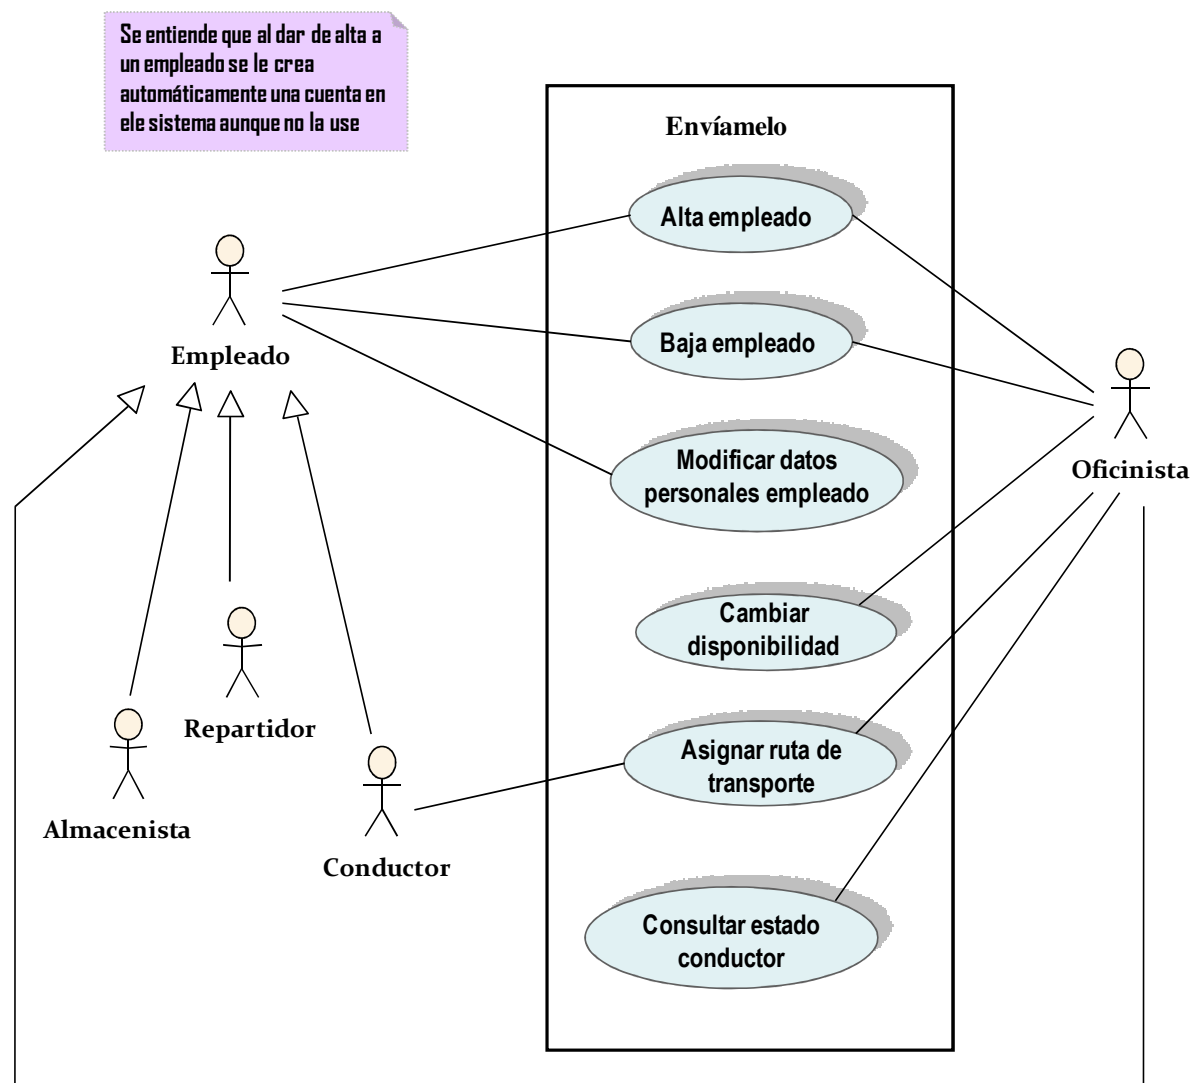 Se entiende que al dar de alta a
un empleado se le crea
automáticamente una cuenta en
ele sistema aunque no la use
Envíamelo
Alta empleado
Empleado
Baja empleado
Oficinista
Modificar datos
personales empleado
Cambiar
disponibilidad
Repartidor
Asignar ruta de
transporte
Almacenista
Conductor
Consultar estado
conductor